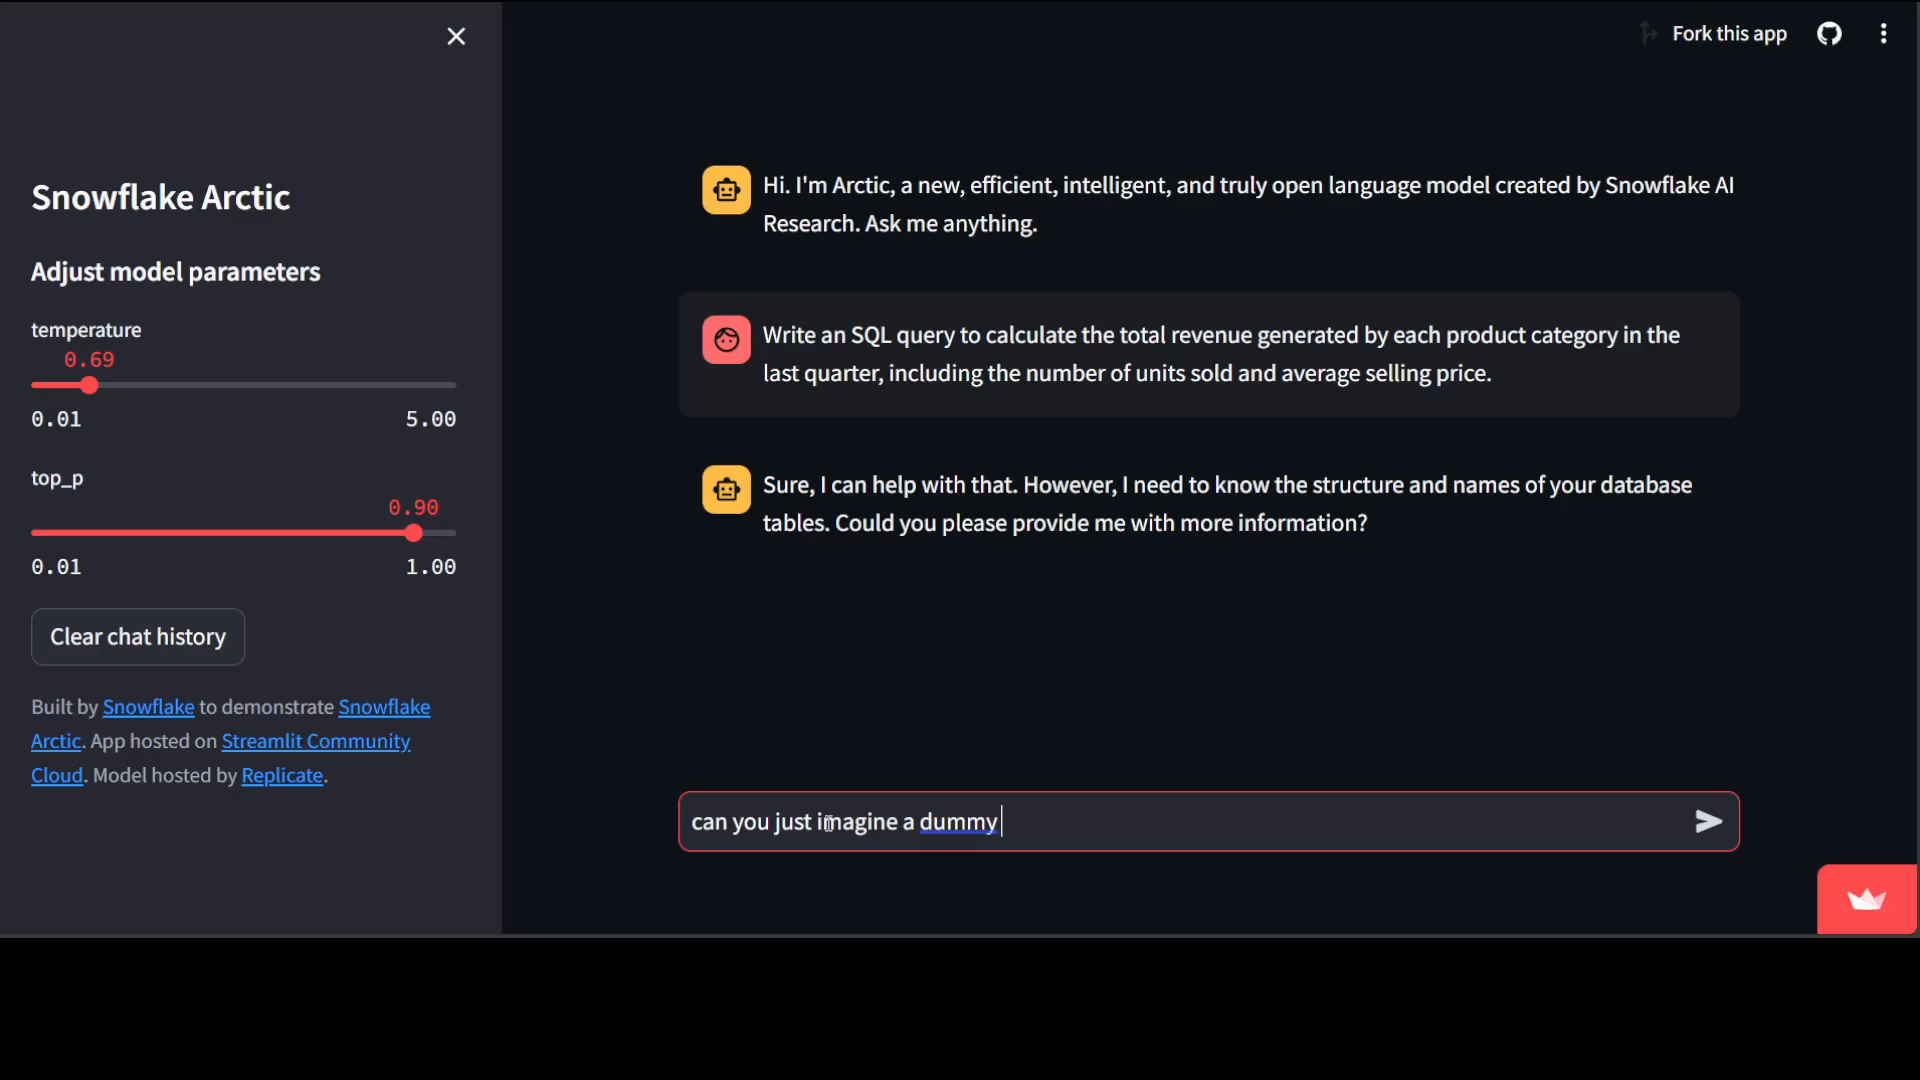 Fork this app
Snowflake Arctic
Adjust model parameters
temperature
0.69
0.01 5.00
top_p
0.90
0.01 1.00
Clear chat history
Built by Snowflake to demonstrate Snowflake
Arctic. App hosted on Streamlit Community
Cloud. Model hosted by Replicate.
Hi. I'm Arctic, a new, efficient, intelligent, and truly open language model created by Snowflake AI
Research. Ask me anything.
Write an SQL query to calculate the total revenue generated by each product category in the
last quarter, including the number of units sold and average selling price.
Sure, I can help with that. However, I need to know the structure and names of your database
tables. Could you please provide me with more information?
can you just imagine a dummy